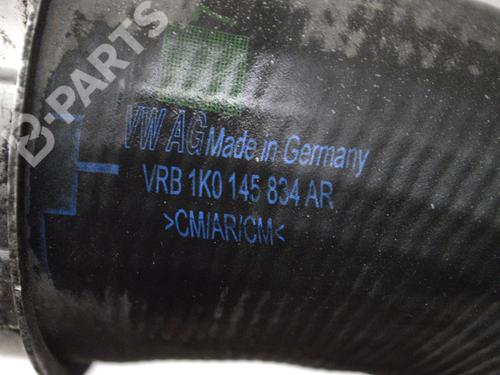 B-PARTS
VW AG Made in Germany
VRB 1K0 145 834 AR
>CM/AR/CM<